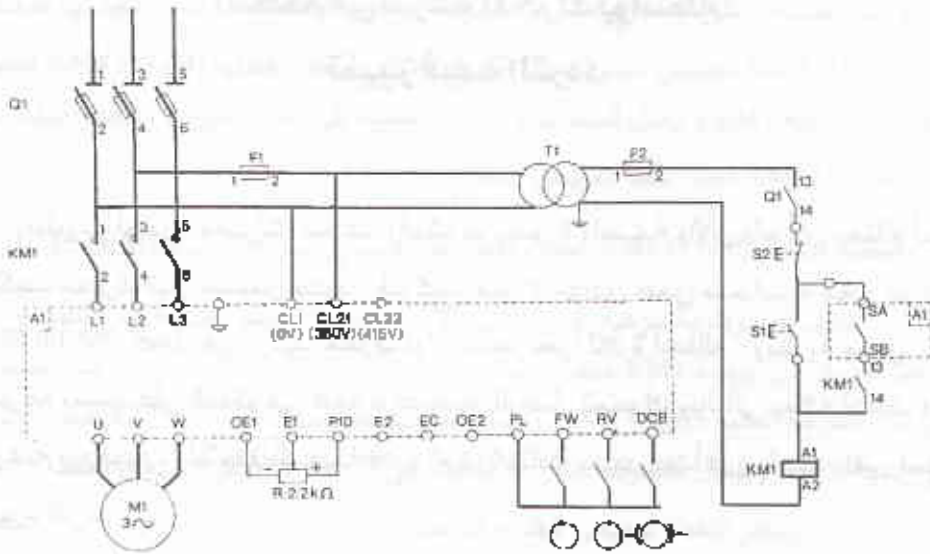 1 3 5
Q1
2 4 6
F1
1 2
T1
F2
1 2
13
Q1
14
1 3 5
KM1
2 4 6
S2 E
A1
L1 L2 L3
CL1 CL21 CL22
(0V) (380V) (415V)
SA
A1
S1 E
SB
13
KM1
14
U V W OE1 E1 P10 E2 EC OE2 PL FW RV DCB
R 2.2kΩ
+
A1
KM1
A2
M1
3~